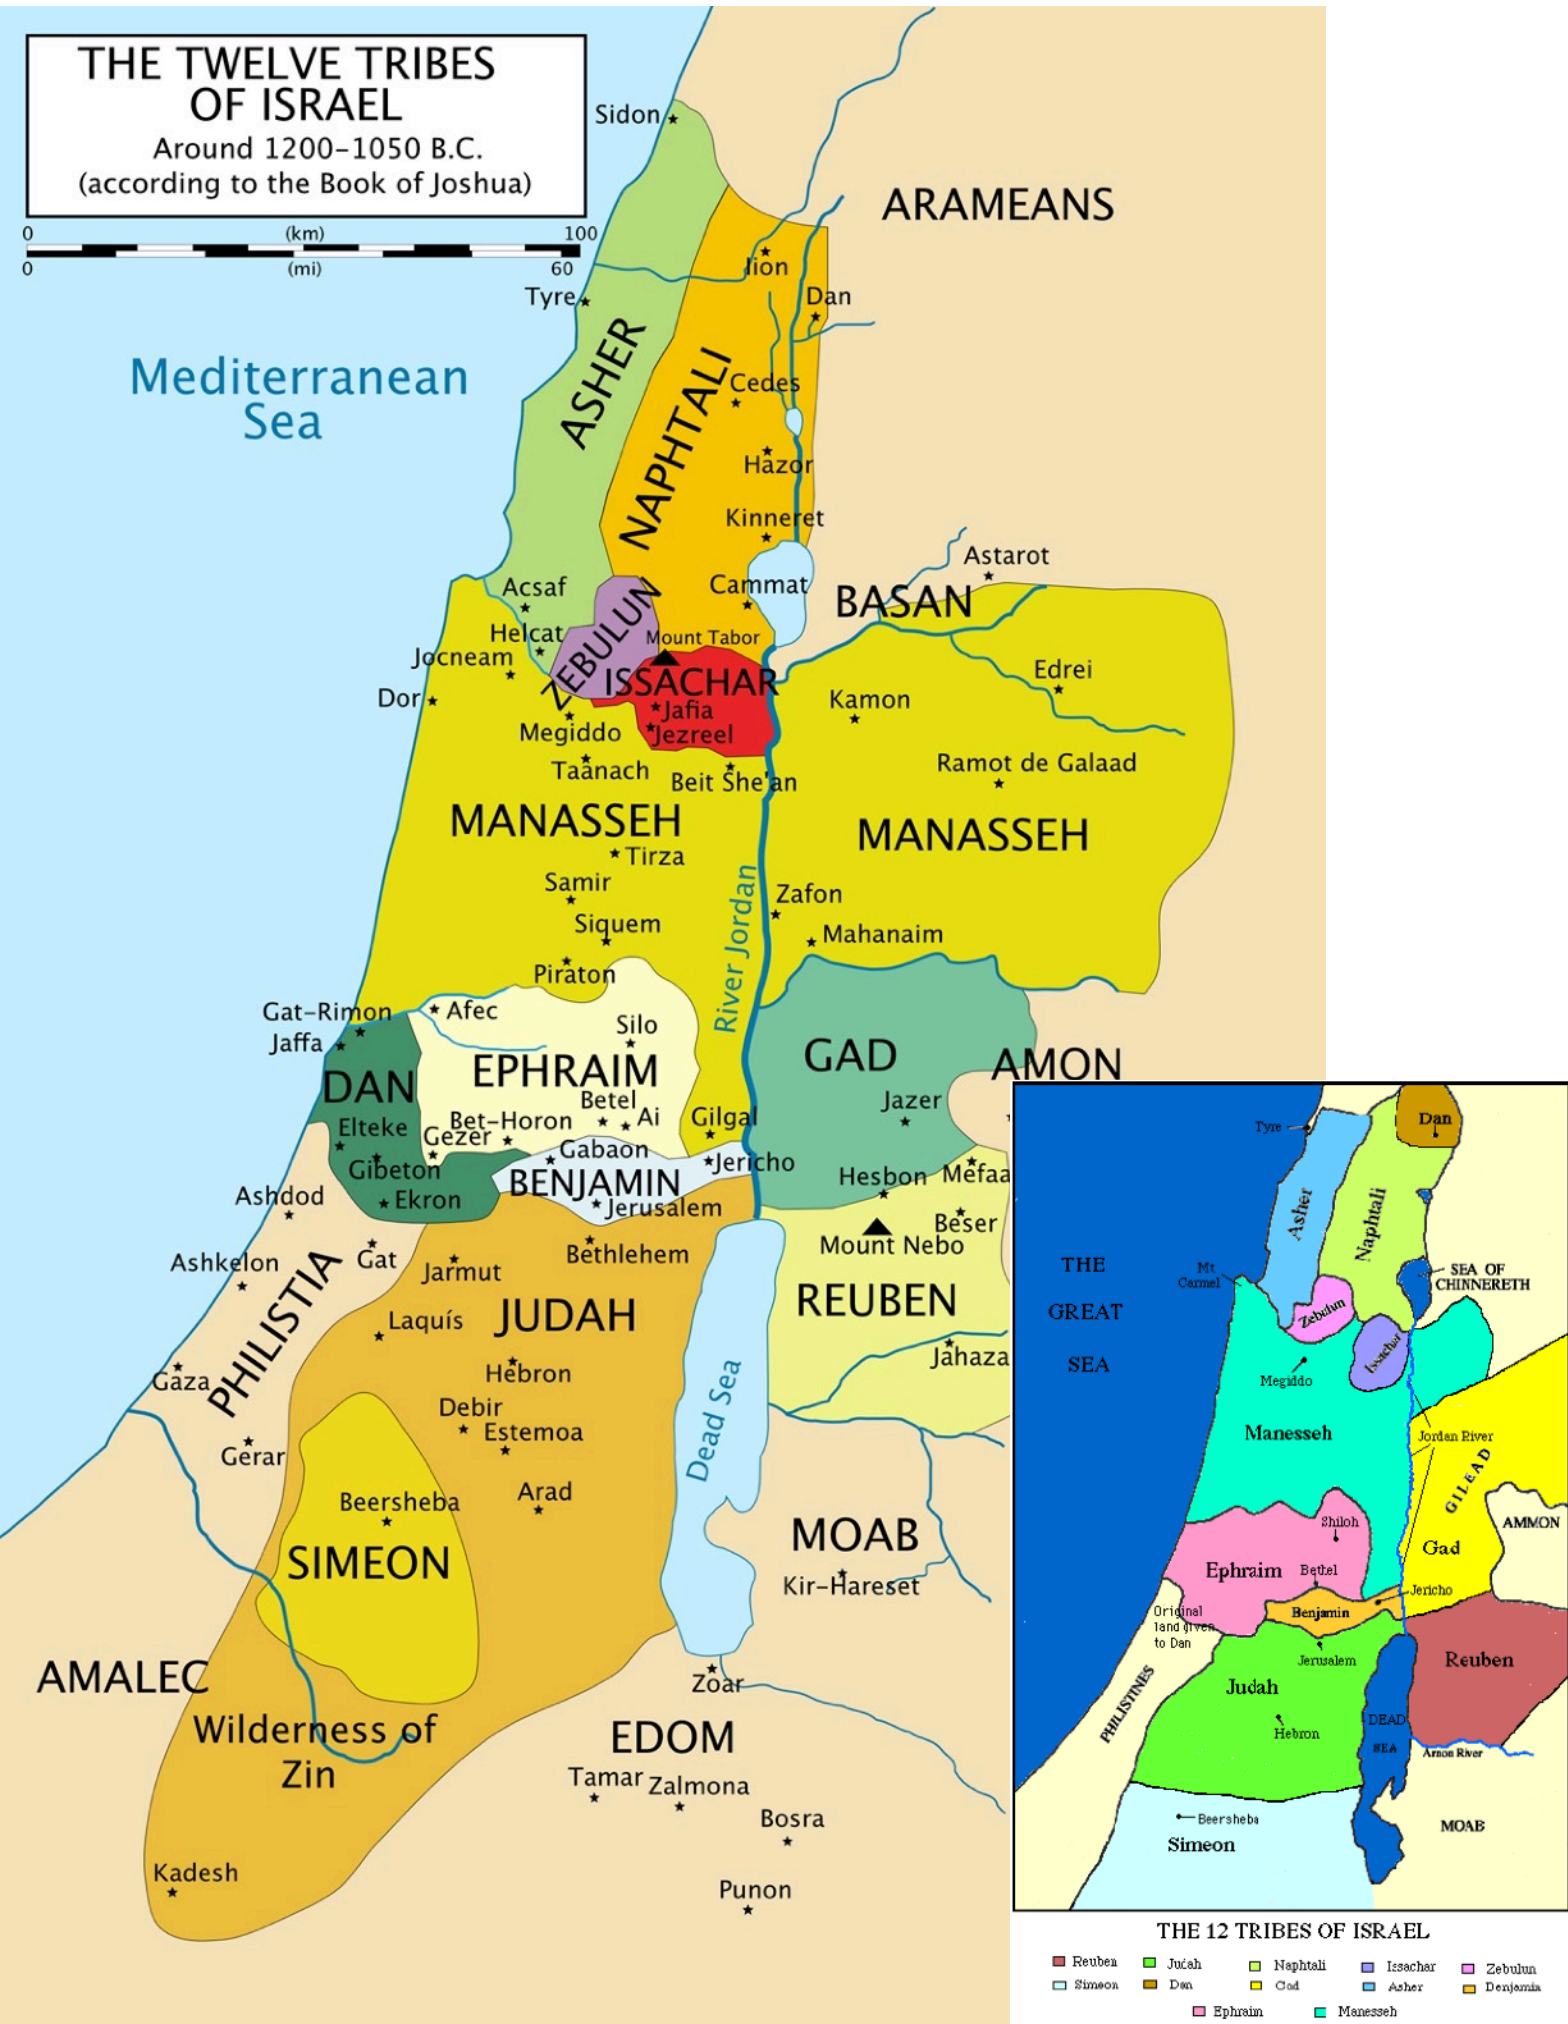 THE TWELVE TRIBES
OF ISRAEL
Around 1200-1050 B.C.
(according to the Book of Joshua)
0 (km) 100
0 (mi) 60
Sidon
ARAMEANS
Iion
Dan
Tyre
Mediterranean
Sea
ASHER
NAPHTALI
Cedes
Hazor
Kinneret
Astarot
Acsaf
Cammat
BASAN
ZEBULUN
Helcat
Mount Tabor
Jocneam
ISSACHAR
Edrei
Dor
Jafia
Kamon
Megiddo
Jezreel
Taanach
Beit She'an
Ramot de Galaad
MANASSEH
MANASSEH
Tirza
Samir
Zafon
Siquem
Mahanaim
River Jordan
Piraton
Gat-Rimon
Afec
Jaffa
Silo
GAD
AMON
DAN
EPHRAIM
Betel
Jazer
Elteke
Bet-Horon
Ai
Gilgal
Gezer
Gabaon
Gibeton
Jericho
Hesbon
Mefaa
BENJAMIN
Ashdod
Ekron
Jerusalem
Beser
Mount Nebo
Bethlehem
Ashkelon
Gat
Jarmut
PHILISTIA
REUBEN
Laquís
JUDAH
Jahaza
Gaza
Hebron
Dead Sea
Debir
Estemoa
Gerar
Beersheba
Arad
SIMEON
MOAB
Kir-Hareset
AMALEC
Zoar
Wilderness of
Zin
EDOM
Tamar
Zalmona
Bosra
Kadesh
Punon
Tyre
Dan
Asher
Naphtali
THE
GREAT
SEA
Mt
Carmel
SEA OF
CHINNERETH
Zebulun
Issachar
Megiddo
Manesseh
Jordan River
GILEAD
Shiloh
AMMON
Gad
Ephraim
Bethel
Jericho
Benjamin
Original
land given
to Dan
Jerusalem
Reuben
Judah
PHILISTINES
Hebron
DEAD
SEA
Arnon River
Beersheba
MOAB
Simeon
THE 12 TRIBES OF ISRAEL
Reuben Judah Naphtali Issachar Zebulun
Simeon Dan Gad Asher Benjamin
Ephraim Manesseh